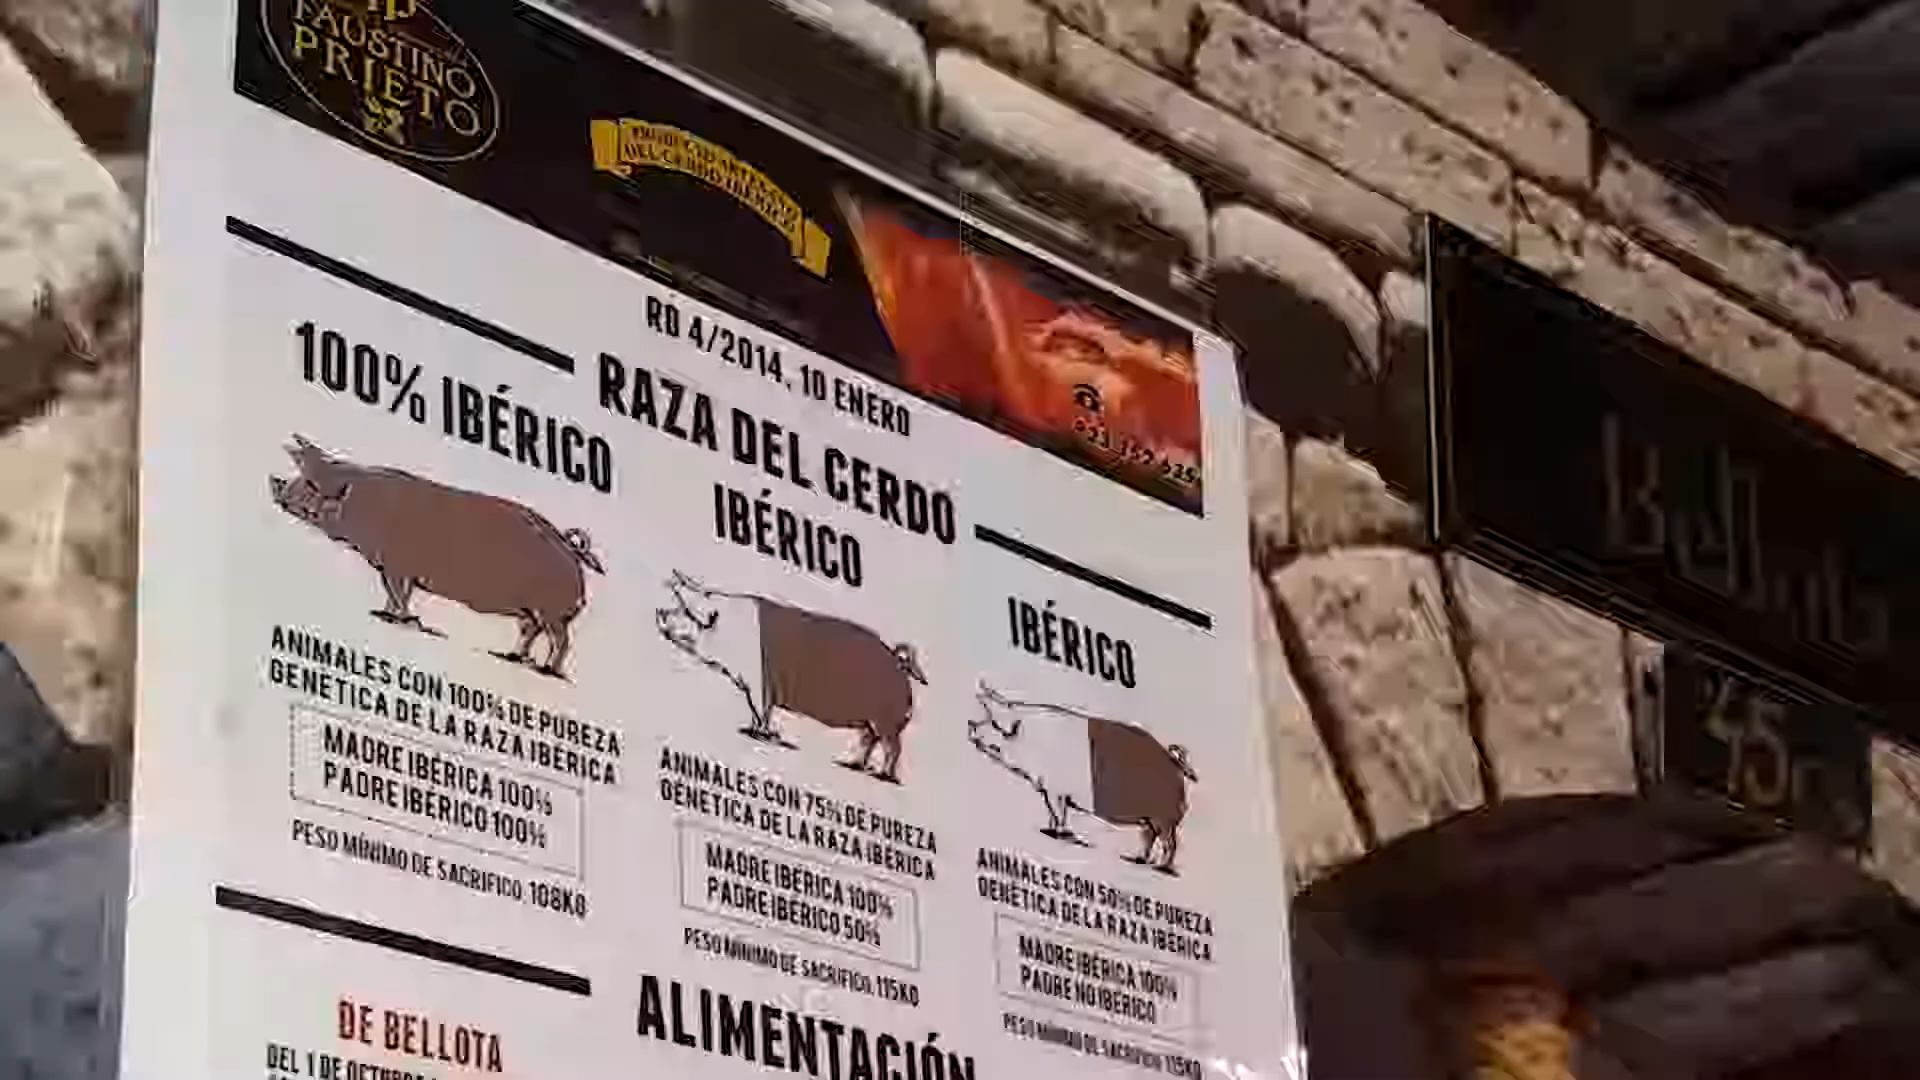 FAUSTINO
PRIETO
RD 4/2014, 10 ENERO
RAZA DEL CERDO
100% IBÉRICO
ANIMALES CON 100% DE PUREZA
GENÉTICA DE LA RAZA IBÉRICA
MADRE IBÉRICA 100%
PADRE IBÉRICO 100%
PESO MÍNIMO DE SACRIFICO, 108KG
IBÉRICO
ANIMALES CON 75% DE PUREZA
GENÉTICA DE LA RAZA IBÉRICA
MADRE IBÉRICA 100%
PADRE IBÉRICO 50%
PESO MÍNIMO DE SACRIFICO, 115KG
IBÉRICO
ANIMALES CON 50% DE PUREZA
GENÉTICA DE LA RAZA IBÉRICA
MADRE IBÉRICA 100%
PADRE NO IBÉRICO
PESO MÍNIMO DE SACRIFICO, 115KG
ALIMENTACIÓN
DE BELLOTA
DEL 1 DE